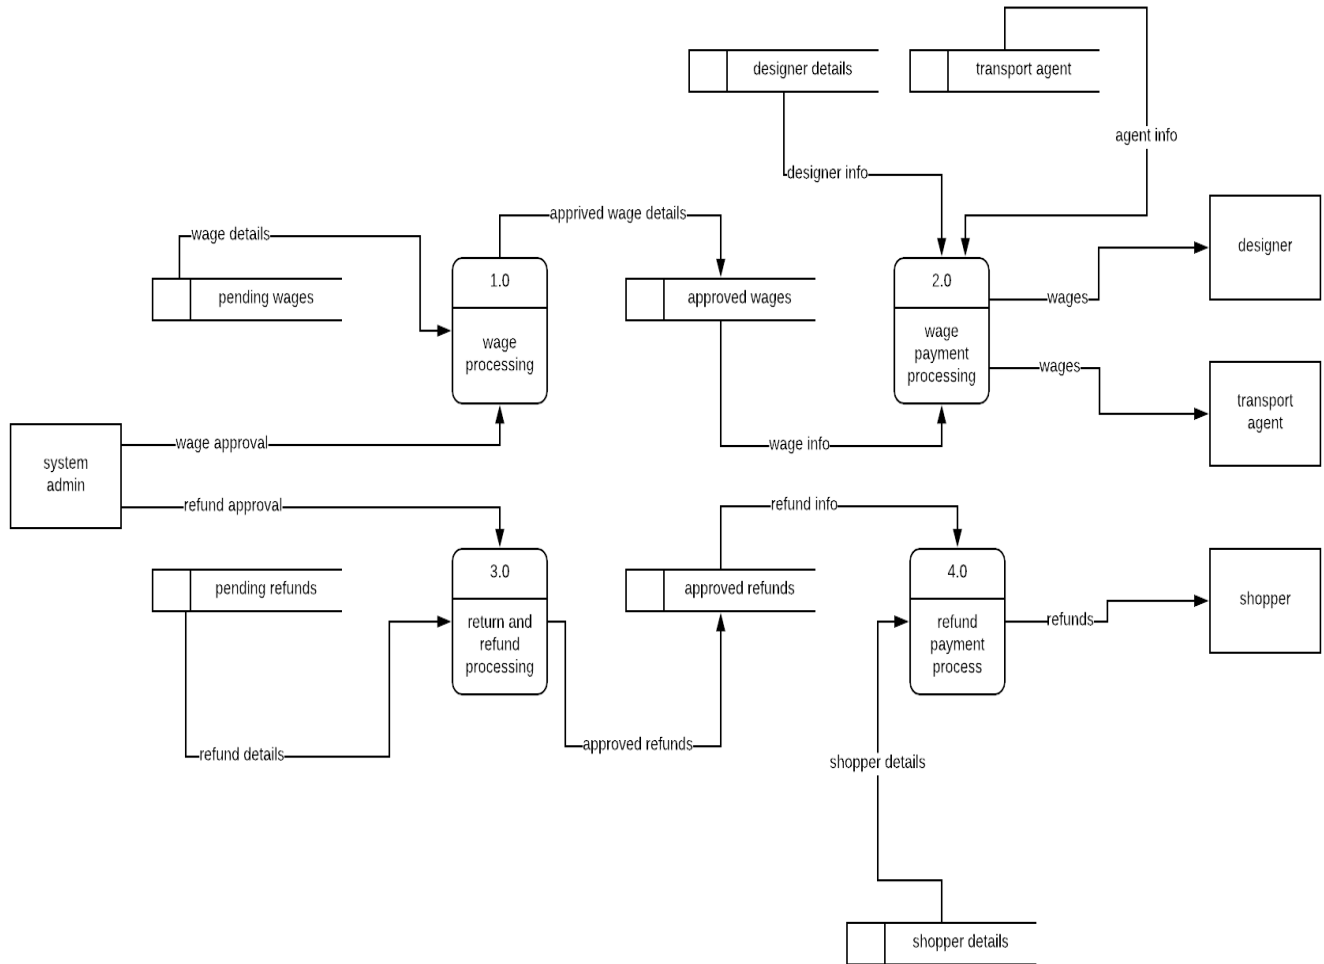 designer details
transport agent
agent info
designer info
apprived wage details
wage details
designer
1.0
2.0
pending wages
approved wages
wages
wage
processing
wage
payment
processing
wages
transport
agent
wage approval
wage info
system
admin
refund approval
refund info
3.0
4.0
pending refunds
approved refunds
shopper
return and
refund
processing
refund
payment
process
refunds
refund details
approved refunds
shopper details
shopper details